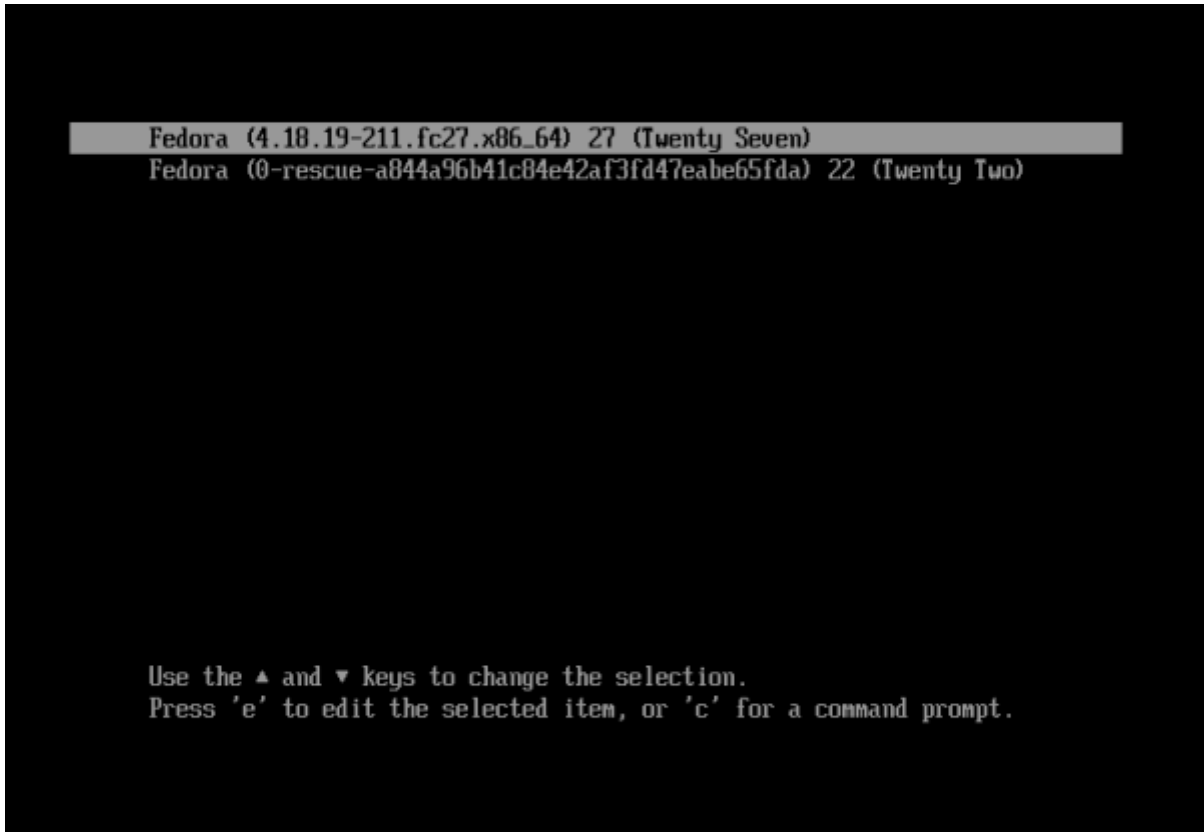 Fedora (4.18.19-211.fc27.x86_64) 27 (Twenty Seven)
Fedora (0-rescue-a844a96b41c84e42af3fd47eabe65fda) 22 (Twenty Two)
Use the ▲ and ▼ keys to change the selection.
Press 'e' to edit the selected item, or 'c' for a command prompt.